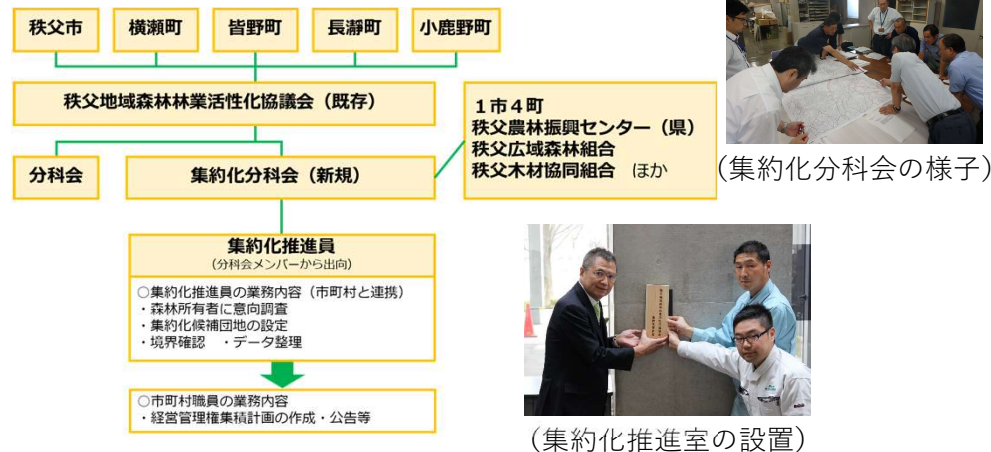 秩父市
横瀬町
皆野町
長瀞町
小鹿野町
秩父地域森林林業活性化協議会（既存）
1市4町
秩父農林振興センター（県）
秩父広域森林組合
秩父木材協同組合　ほか
分科会
集約化分科会（新規）
（集約化分科会の様子）
集約化推進員
（分科会メンバーから出向）
○集約化推進員の業務内容（市町村と連携）
・森林所有者に意向調査
・集約化候補団地の設定
・境界確認　・データ整理
○市町村職員の業務内容
・経営管理権集積計画の作成・公告等
（集約化推進室の設置）